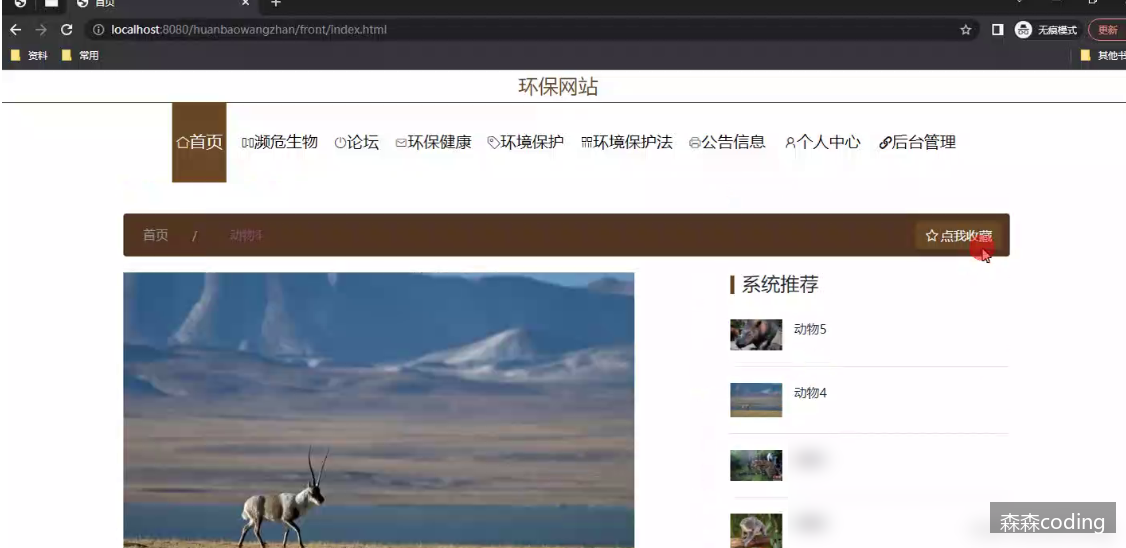 首页
localhost:8080/huanbaowangzhan/front/index.html
无痕模式
更新
资料
常用
其他书
环保网站
首页
濒危生物
论坛
环保健康
环境保护
环境保护法
公告信息
个人中心
后台管理
首页 / 动物4
点我收藏
系统推荐
动物5
动物4
森森coding